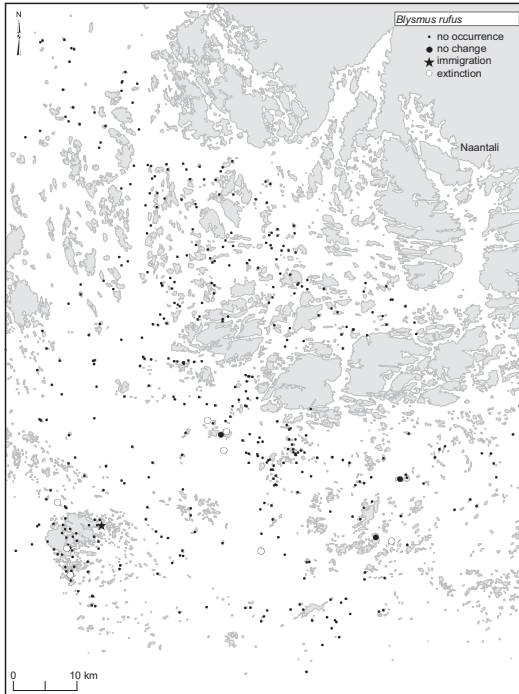 N
Blysmus rufus
no occurrence
no change
immigration
extinction
Naantali
0 10 km